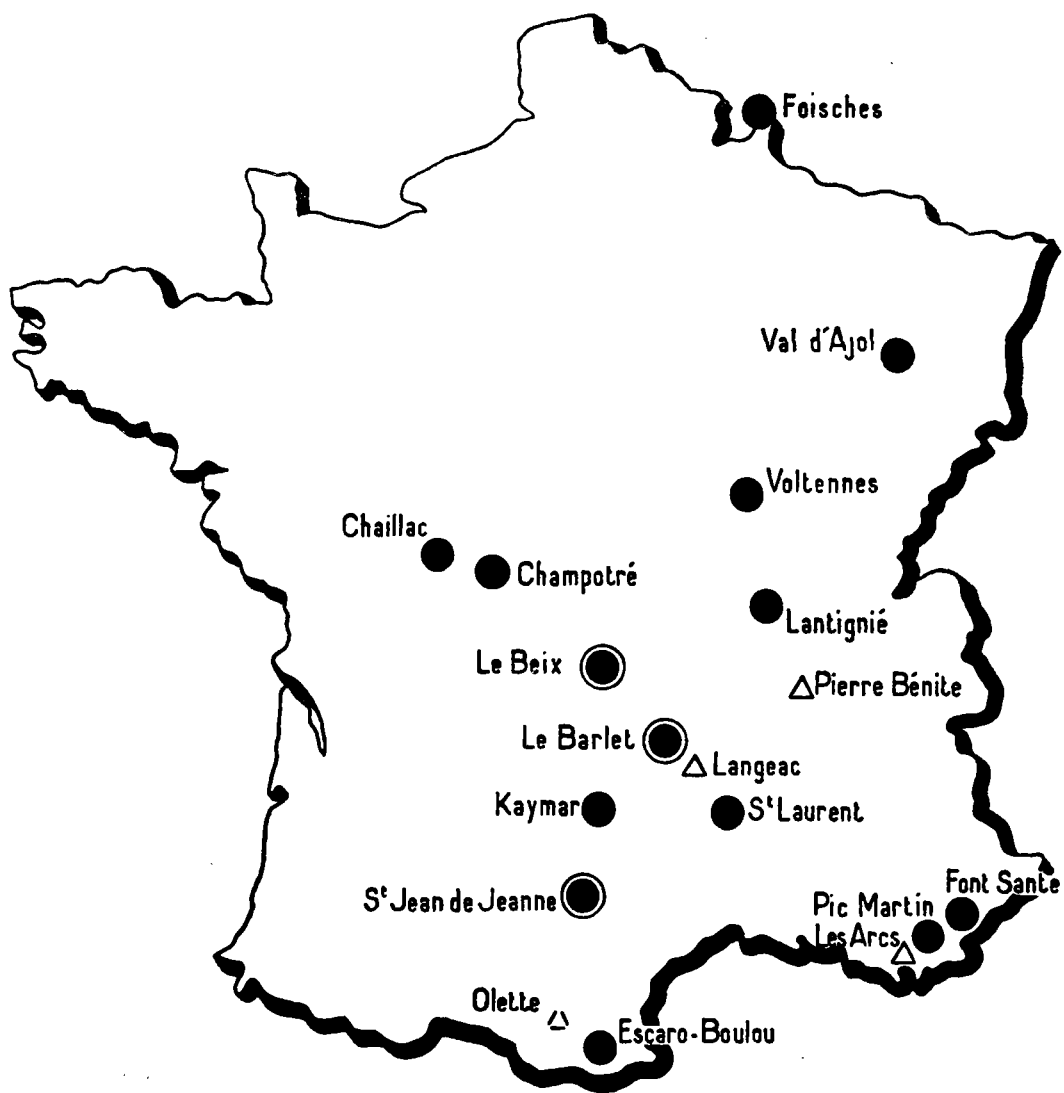 Foisches
Val d'Ajol
Voltennes
Chaillac
Champotré
Lantignié
Le Beix
Pierre Bénite
Le Barlet
Langeac
Kaymar
St Laurent
Font Sante
St Jean de Jeanne
Pic Martin
Les Arcs
Olette
Escaro-Boulou